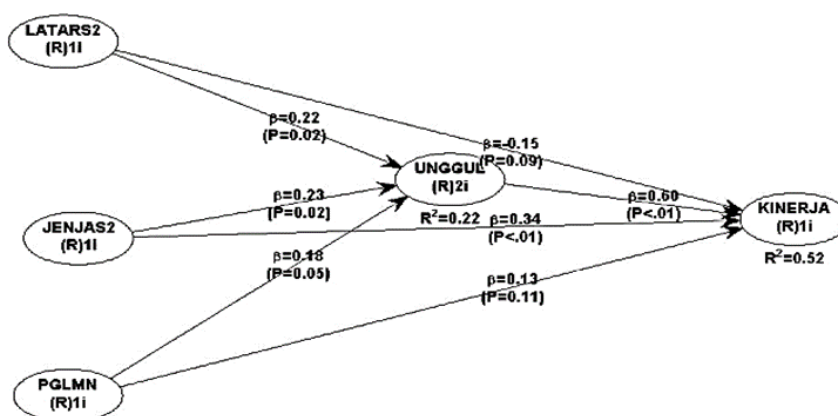 LATARS2
(R)1I
β=0.22
(P=0.02)
β=-0.15
(P=0.09)
UNGGUL
(R)2i
R²=0.22
β=0.23
(P=0.02)
β=0.60
(P<.01)
KINERJA
(R)1i
R²=0.52
JENJAS2
(R)1I
β=0.34
(P<.01)
β=0.18
(P=0.05)
β=0.13
(P=0.11)
PGLMN
(R)1i